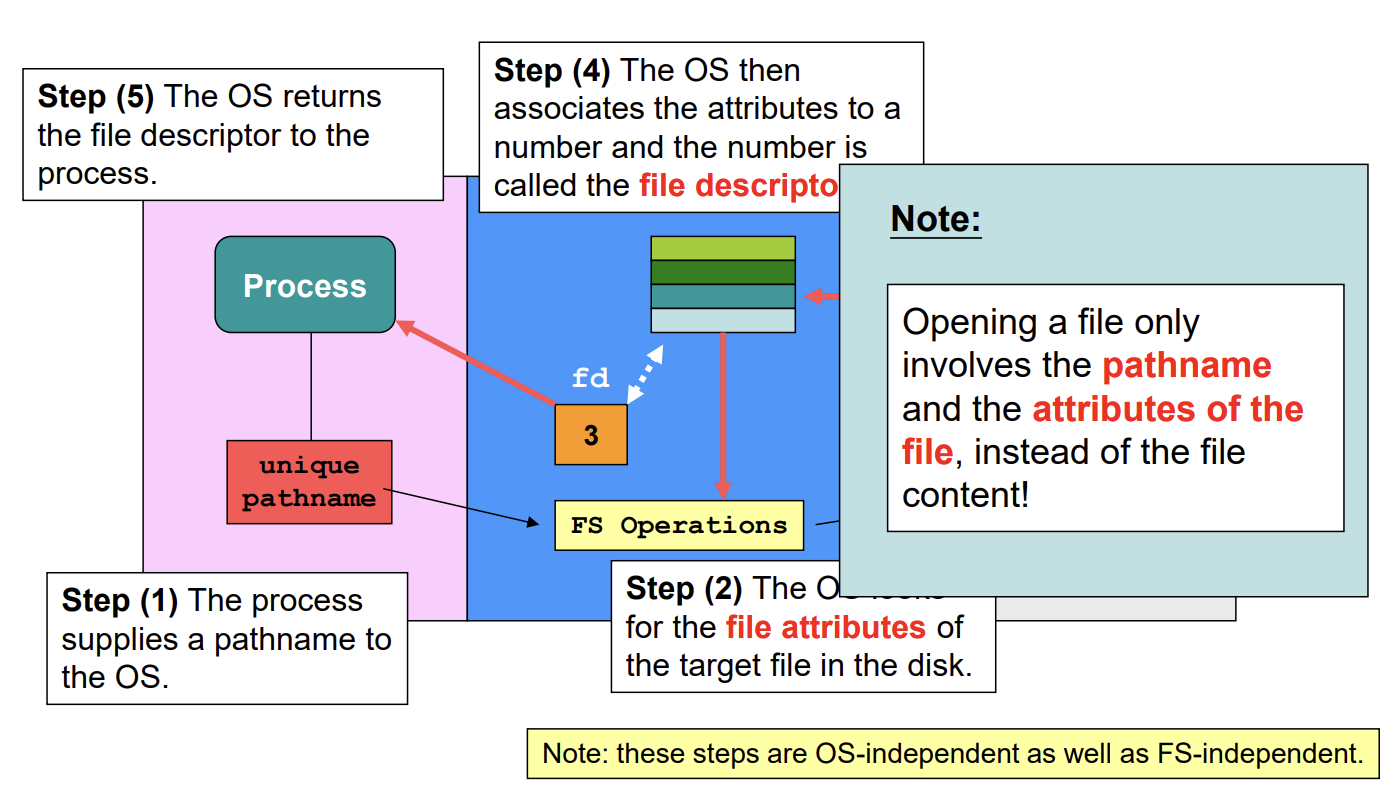 Step (5) The OS returns
the file descriptor to the
process.
Step (4) The OS then
associates the attributes to a
number and the number is
called the file descripto
Note:
Opening a file only
involves the pathname
and the attributes of the
file, instead of the file
content!
Process
fd
3
unique
pathname
FS Operations
Step (1) The process
supplies a pathname to
the OS.
Step (2) The OS looks
for the file attributes of
the target file in the disk.
Note: these steps are OS-independent as well as FS-independent.